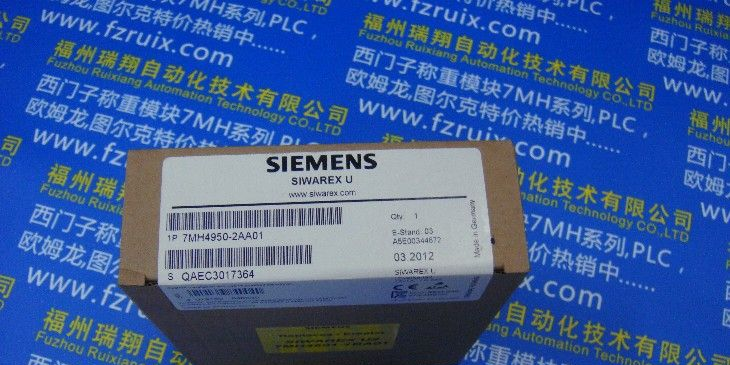 SIEMENS
SIWAREX U
www.siwarex.com
Qty. 1
1P 7MH4950-2AA01
E-Stand. 03
A5E00344672
Made in Germany
S QAEC3017364
03.2012
SIWAREX U
CE
福州瑞翔自动化技术有限公司
Fuzhou Ruixiang Automation Technology CO.,LTD
西门子称重模块7MH系列,PLC,
欧姆龙,图尔克特价热销中......
www.fzruix.com